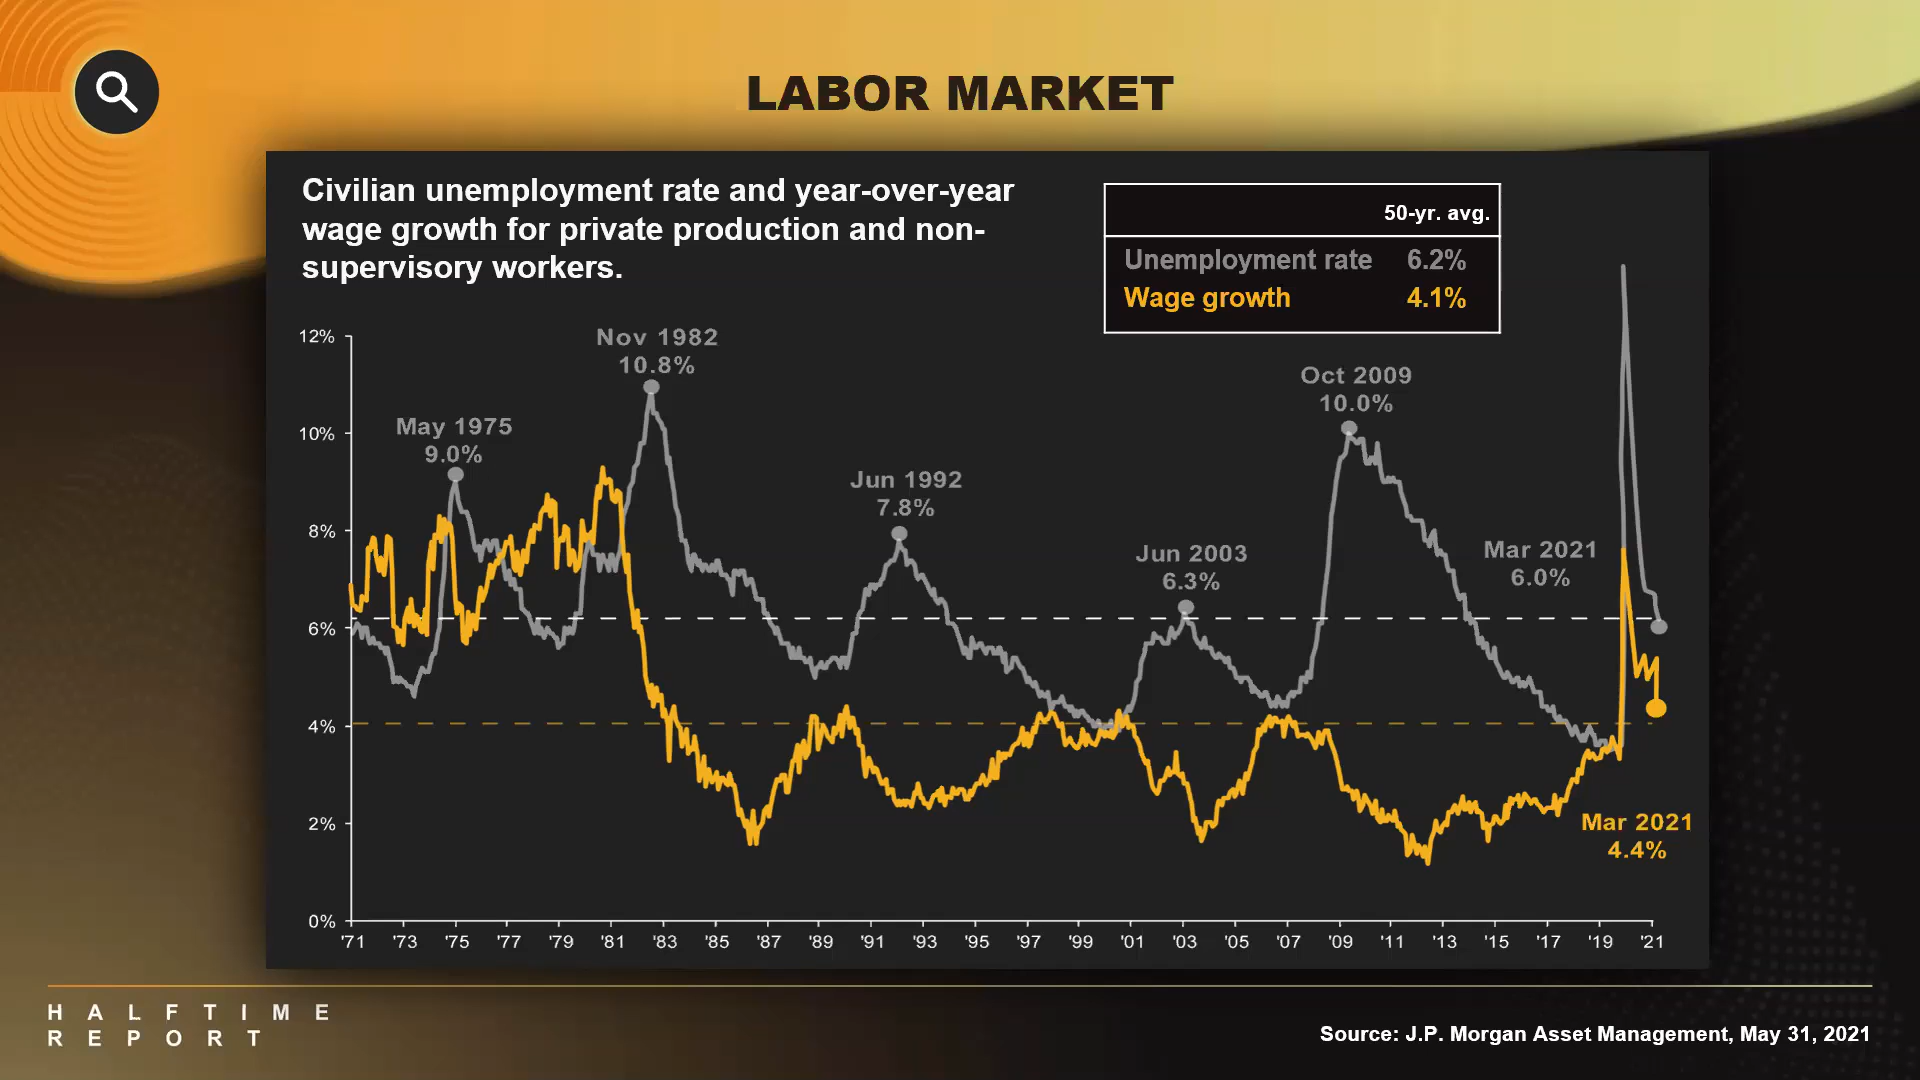 LABOR MARKET
Civilian unemployment rate and year-over-year
wage growth for private production and non-
supervisory workers.
50-yr. avg.
Unemployment rate 6.2%
Wage growth 4.1%
12%
10%
8%
6%
4%
2%
0%
May 1975
9.0%
Nov 1982
10.8%
Jun 1992
7.8%
Jun 2003
6.3%
Oct 2009
10.0%
Mar 2021
6.0%
Mar 2021
4.4%
'71 '73 '75 '77 '79 '81 '83 '85 '87 '89 '91 '93 '95 '97 '99 '01 '03 '05 '07 '09 '11 '13 '15 '17 '19 '21
HALFTIME
REPORT
Source: J.P. Morgan Asset Management, May 31, 2021